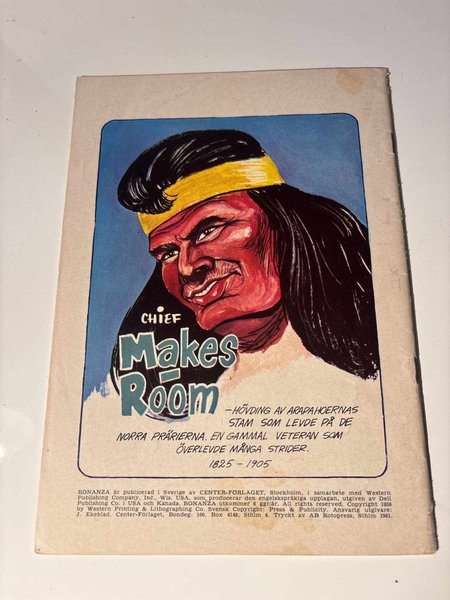 CHIEF
Makes
-
Room
-HÖVDING AV ARAPAHOERNAS
STAM SOM LEVDE PÅ DE
NORRA PRÄRIERNA. EN GAMMAL VETERAN SOM
ÖVERLEVDE MÅNGA STRIDER.
1825-1905
BONANZA är publicerad i Sverige av CENTER-FÖRLAGET, Stockholm, i samarbete med Western
Publishing Company, Inc., Wis. USA, som producerar den engelskspråkiga upplagan, utgiven av Dell
Publishing Co. i USA och Kanada. BONANZA utkommer 6 ggr/år. All rights reserved. Copyright
by Western Printing & Lithographing Co. Svensk Copyright: Press & Publicity. Ansvarig utgivare:
J. Exeblad. Center-Förlaget, Bondeg. 100, Box 4148, Sthlm 4. Tryckt av AB Rotopress, Sthlm